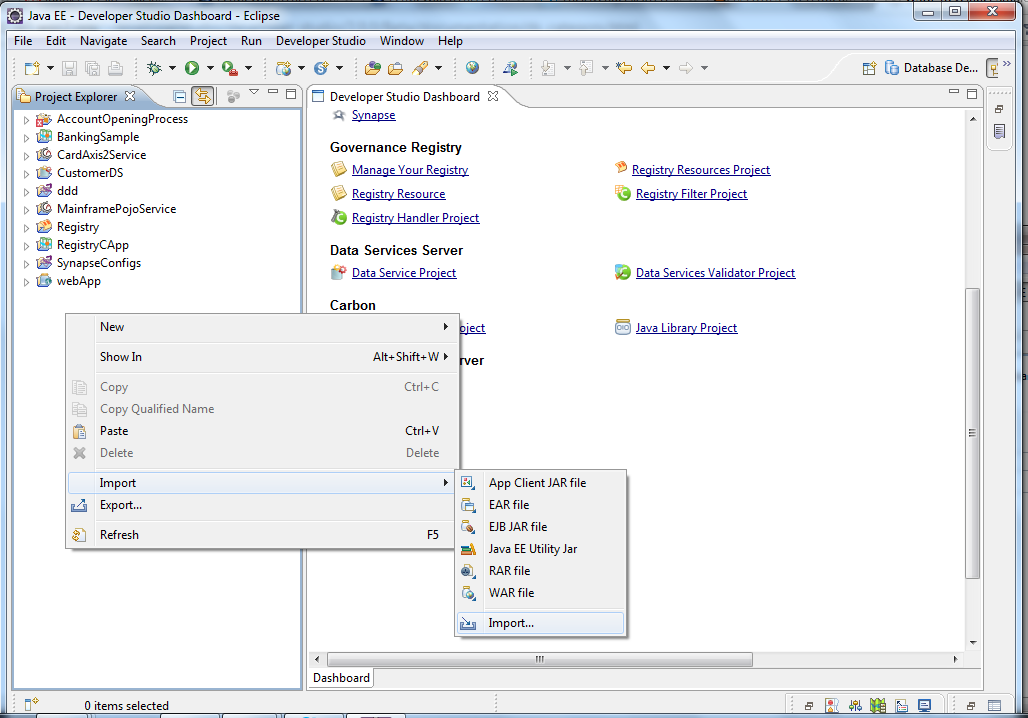 Java EE - Developer Studio Dashboard - Eclipse
File Edit Navigate Search Project Run Developer Studio Window Help
Database De...
Project Explorer
AccountOpeningProcess
BankingSample
CardAxis2Service
CustomerDS
ddd
MainframePojoService
Registry
RegistryCApp
SynapseConfigs
webApp
Developer Studio Dashboard
Synapse
Governance Registry
Manage Your Registry Registry Resources Project
Registry Resource Registry Filter Project
Registry Handler Project
Data Services Server
Data Service Project Data Services Validator Project
Carbon
oject Java Library Project
rver
New
Show In Alt+Shift+W
Copy Ctrl+C
Copy Qualified Name
Paste Ctrl+V
Delete Delete
Import
Export...
Refresh F5
App Client JAR file
EAR file
EJB JAR file
Java EE Utility Jar
RAR file
WAR file
Import...
Dashboard
0 items selected